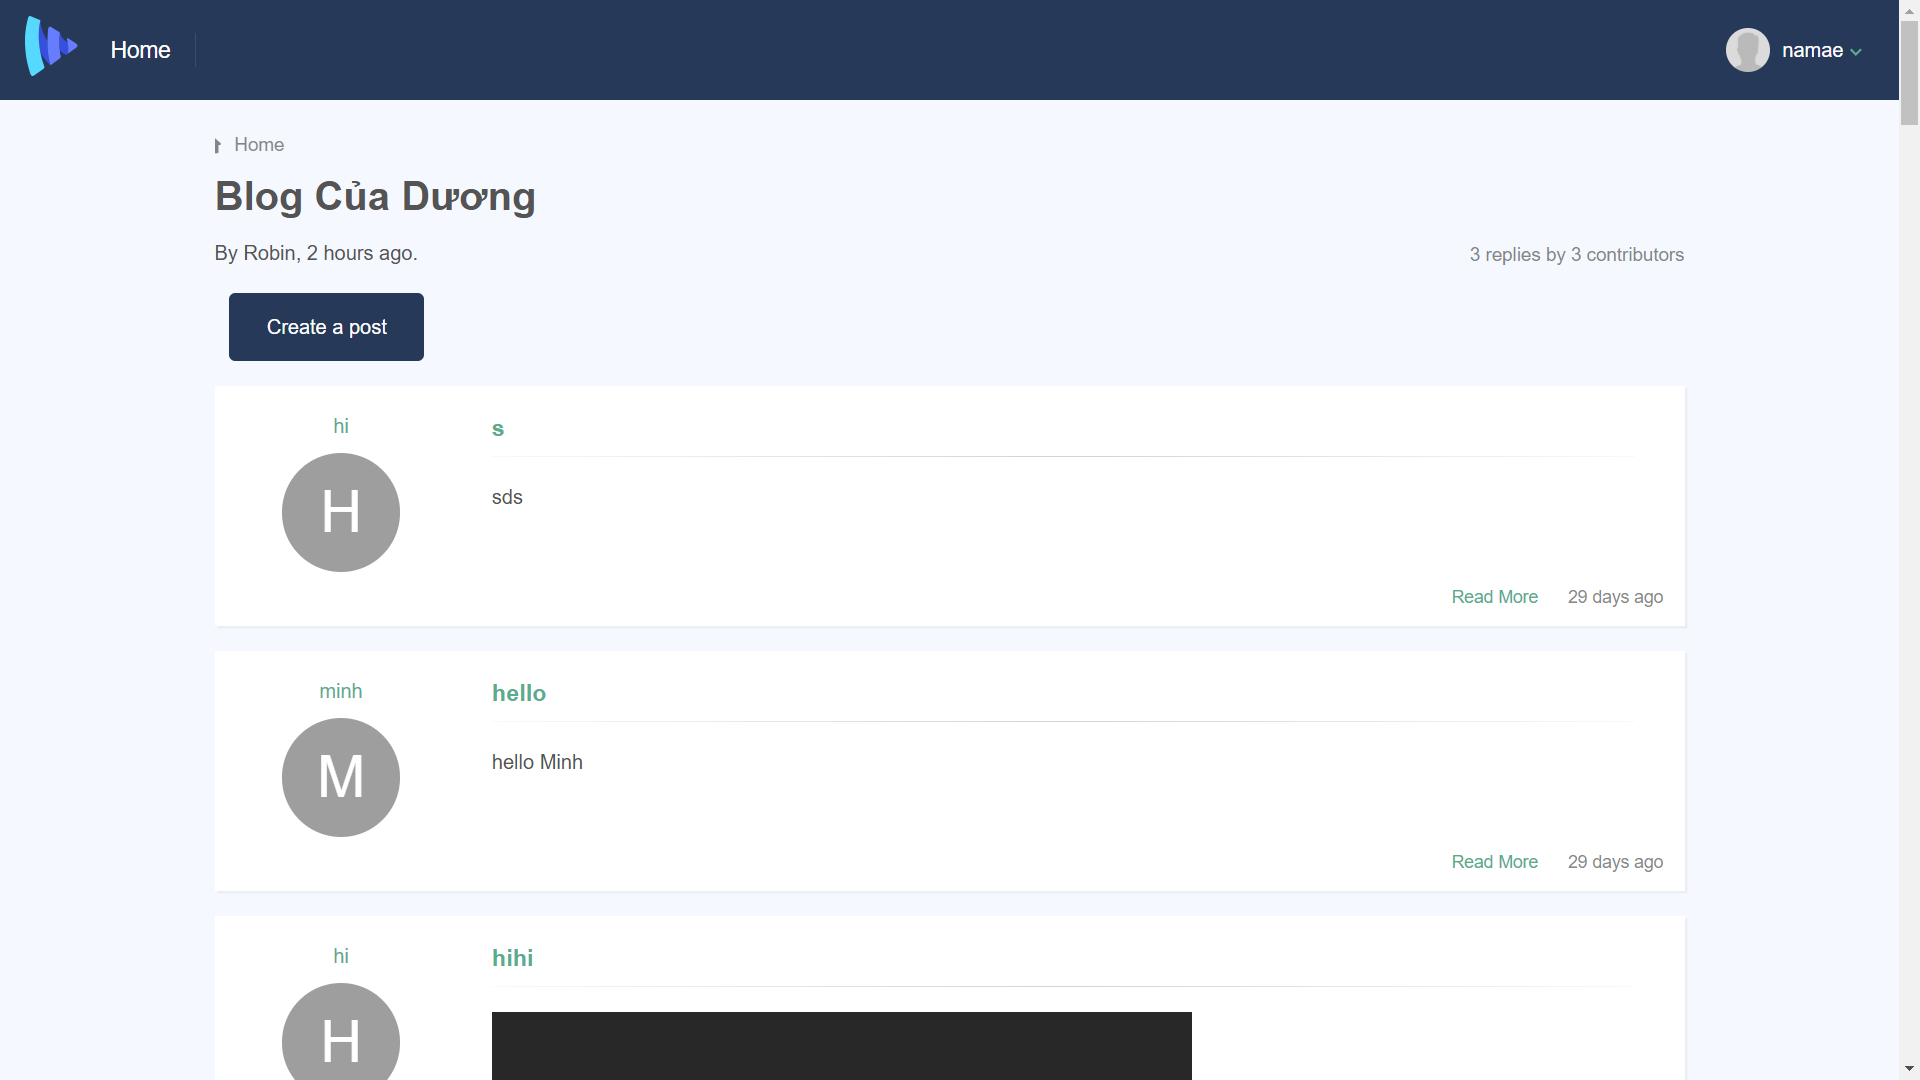 Home
namae
Home
Blog Của Dương
By Robin, 2 hours ago.
3 replies by 3 contributors
Create a post
hi
H
s
sds
Read More
29 days ago
minh
M
hello
hello Minh
Read More
29 days ago
hi
H
hihi